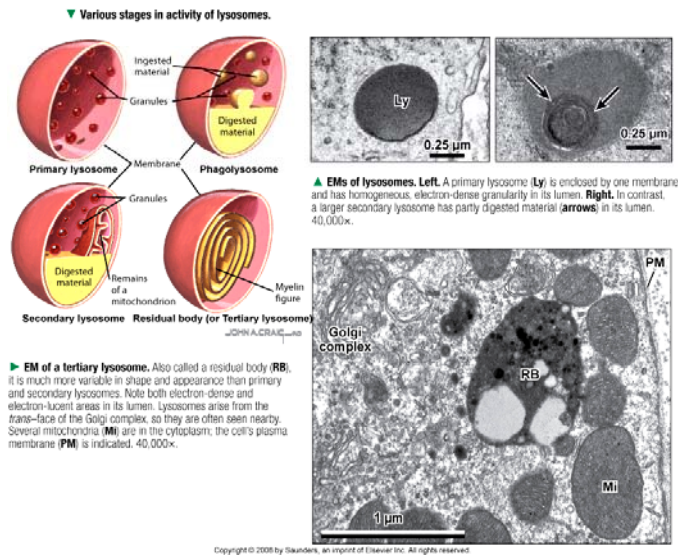 ▼ Various stages in activity of lysosomes.
Ingested
material
Granules
Digested
material
Primary lysosome
Membrane
Phagolysosome
Granules
Digested
material
Remains
of a
mitochondrion
Myelin
figure
Secondary lysosome
Residual body (or Tertiary lysosome)
JOHN A.CRAIG_AD
Ly
0.25 µm
0.25 µm
▲ EMs of lysosomes. Left. A primary lysosome (Ly) is enclosed by one membrane
and has homogeneous, electron-dense granularity in its lumen. Right. In contrast,
a larger secondary lysosome has partly digested material (arrows) in its lumen.
40,000×.
► EM of a tertiary lysosome. Also called a residual body (RB),
it is much more variable in shape and appearance than primary
and secondary lysosomes. Note both electron-dense and
electron-lucent areas in its lumen. Lysosomes arise from the
trans–face of the Golgi complex, so they are often seen nearby.
Several mitochondria (Mi) are in the cytoplasm; the cell's plasma
membrane (PM) is indicated. 40,000×.
PM
Golgi
complex
RB
Mi
1 µm
Copyright © 2008 by Saunders, an imprint of Elsevier Inc. All rights reserved.